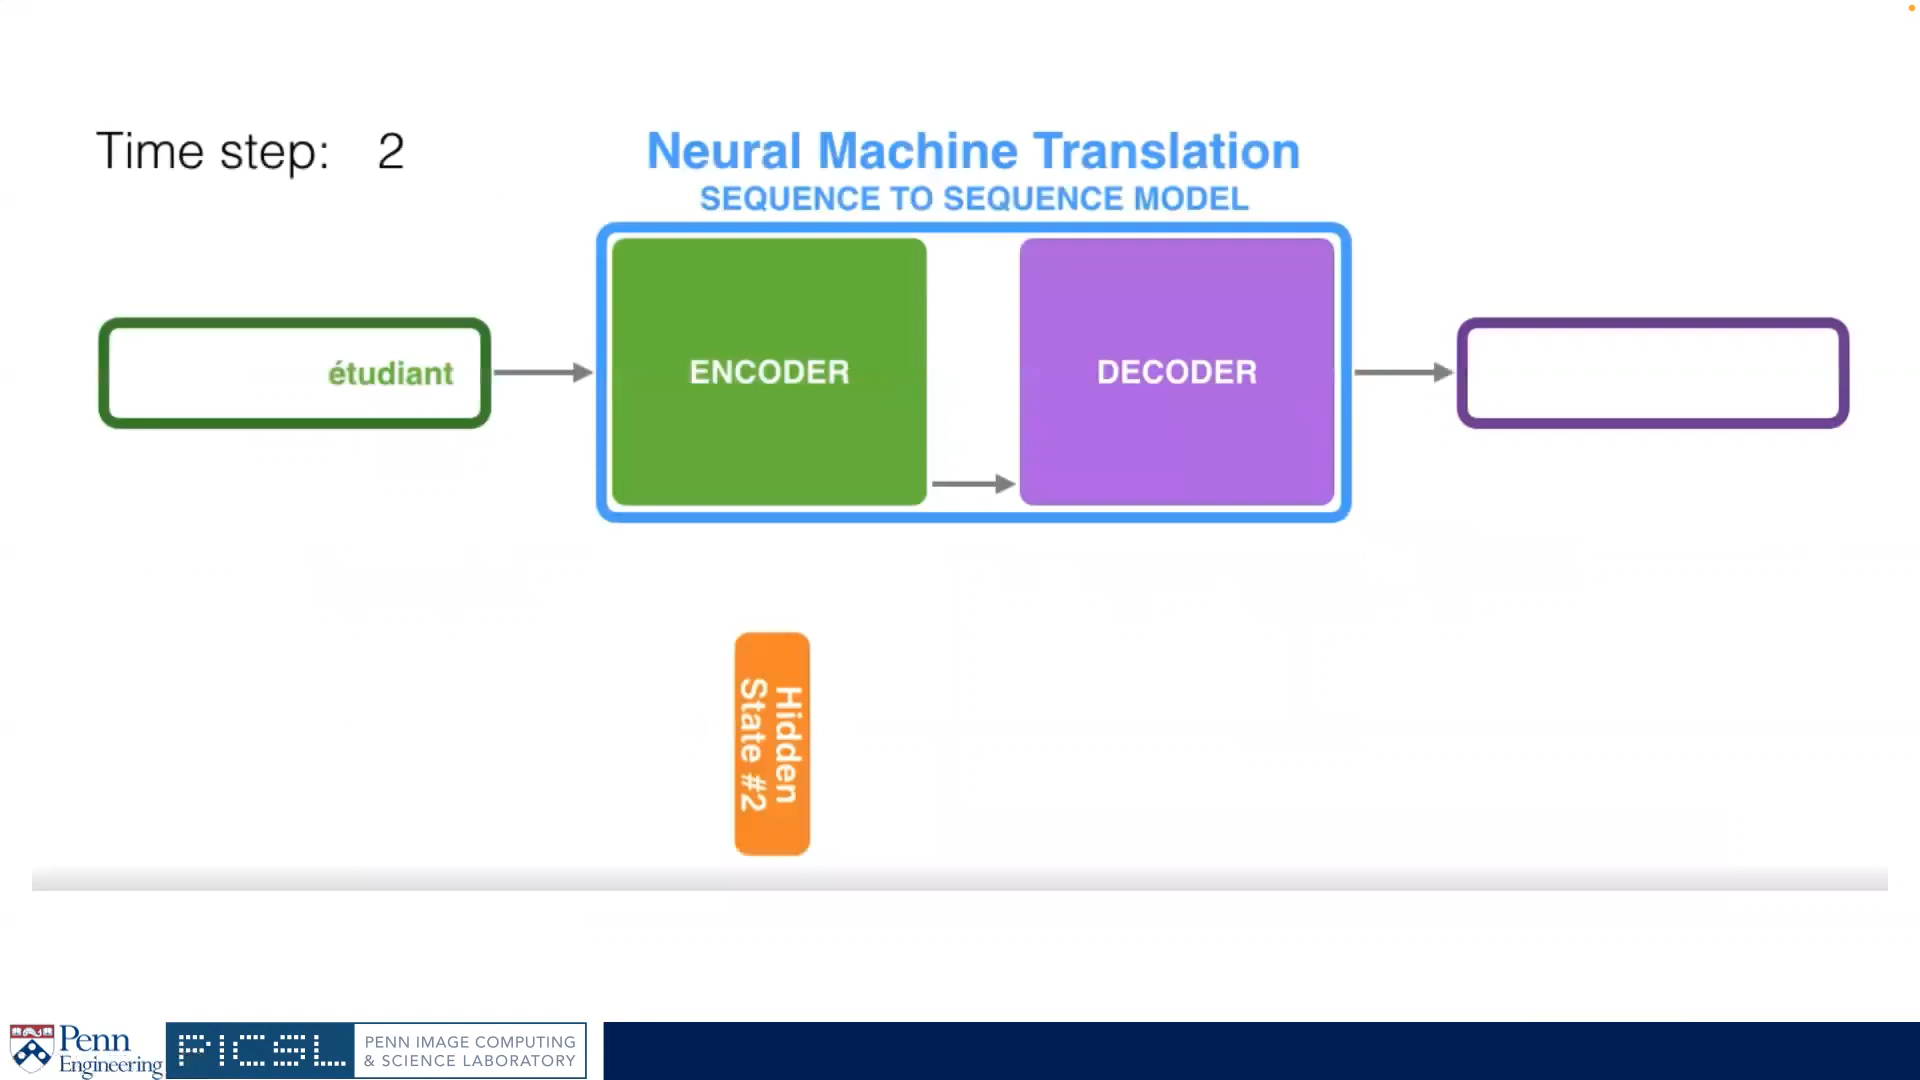 Time step: 2
Neural Machine Translation
SEQUENCE TO SEQUENCE MODEL
étudiant
ENCODER
DECODER
Hidden
State #2
Penn
Engineering
PICSL
PENN IMAGE COMPUTING
& SCIENCE LABORATORY